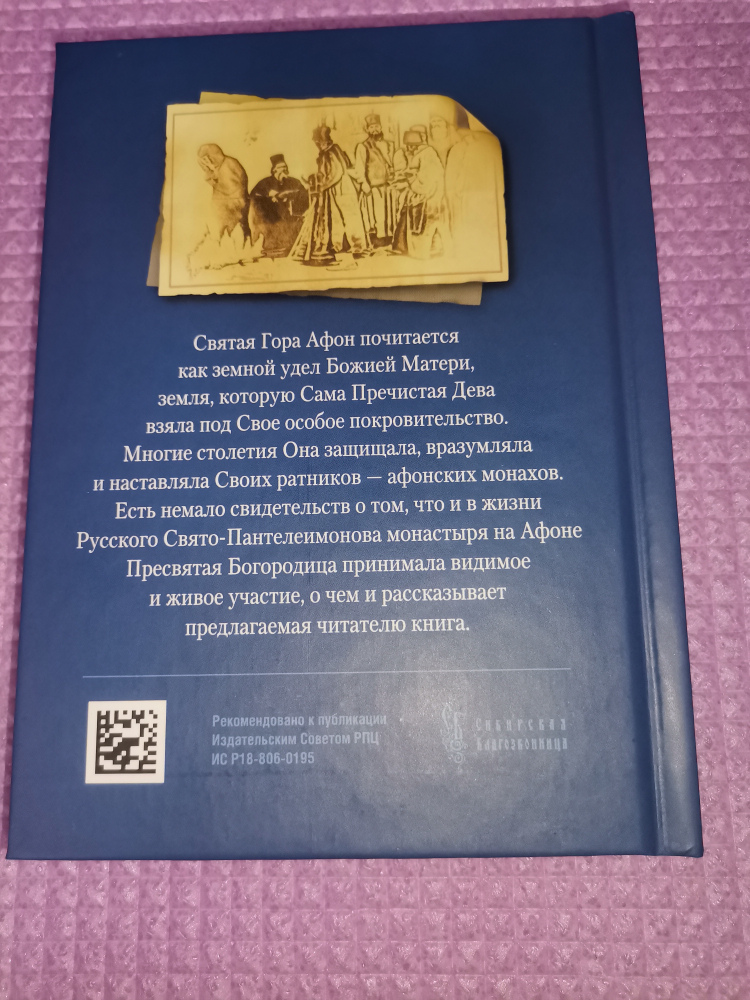 Святая Гора Афон почитается
как земной удел Божией Матери,
земля, которую Сама Пречистая Дева
взяла под Свое особое покровительство.
Многие столетия Она защищала, вразумляла
и наставляла Своих ратников — афонских монахов.
Есть немало свидетельств о том, что и в жизни
Русского Свято-Пантелеимонова монастыря на Афоне
Пресвятая Богородица принимала видимое
и живое участие, о чем и рассказывает
предлагаемая читателю книга.
Рекомендовано к публикации
Издательским Советом РПЦ
ИС Р18-806-0195
СБ
Сибирская
Благозвонница